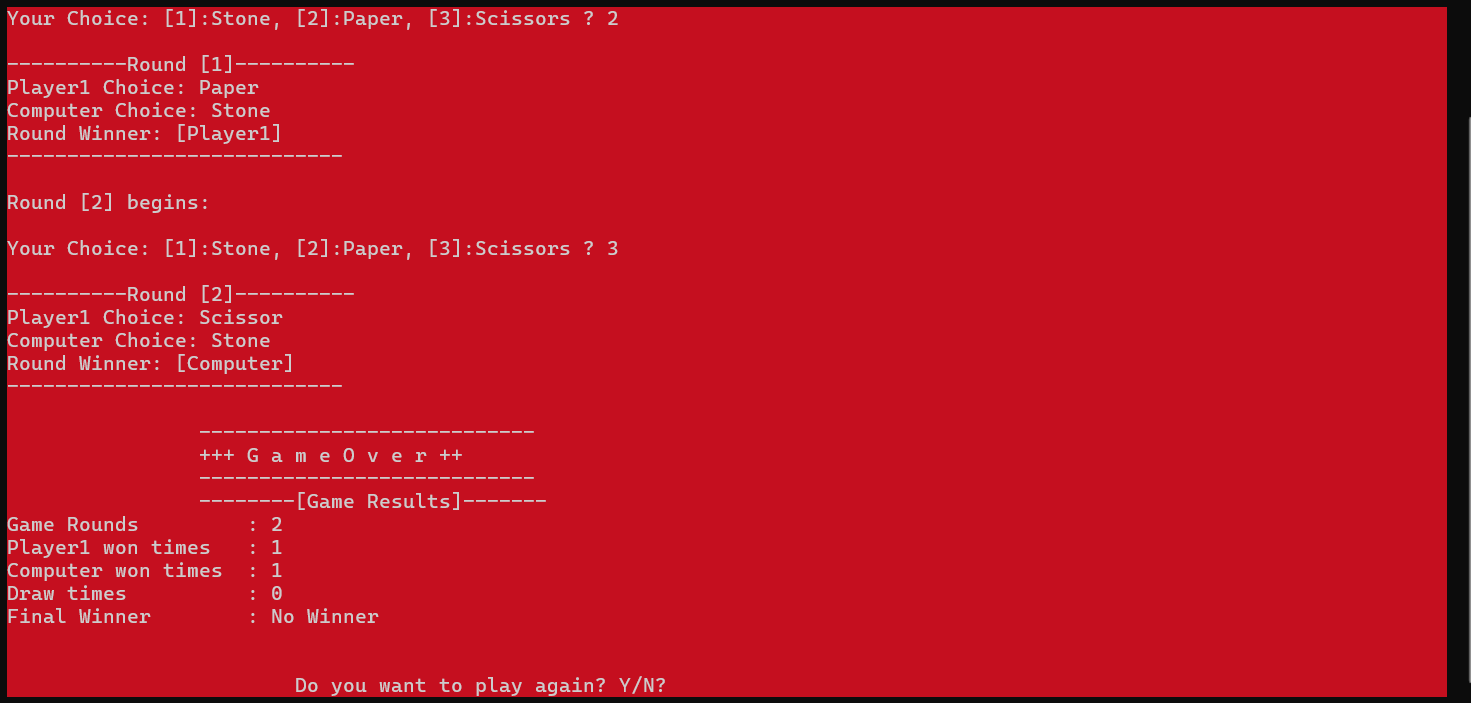 Your Choice: [1]:Stone, [2]:Paper, [3]:Scissors ? 2
----------Round [1]----------
Player1 Choice: Paper
Computer Choice: Stone
Round Winner: [Player1]
----------------------------
Round [2] begins:
Your Choice: [1]:Stone, [2]:Paper, [3]:Scissors ? 3
----------Round [2]----------
Player1 Choice: Scissor
Computer Choice: Stone
Round Winner: [Computer]
----------------------------
----------------------------
+++ G a m e O v e r ++
----------------------------
--------[Game Results]-------
Game Rounds         : 2
Player1 won times   : 1
Computer won times  : 1
Draw times          : 0
Final Winner        : No Winner
Do you want to play again? Y/N?